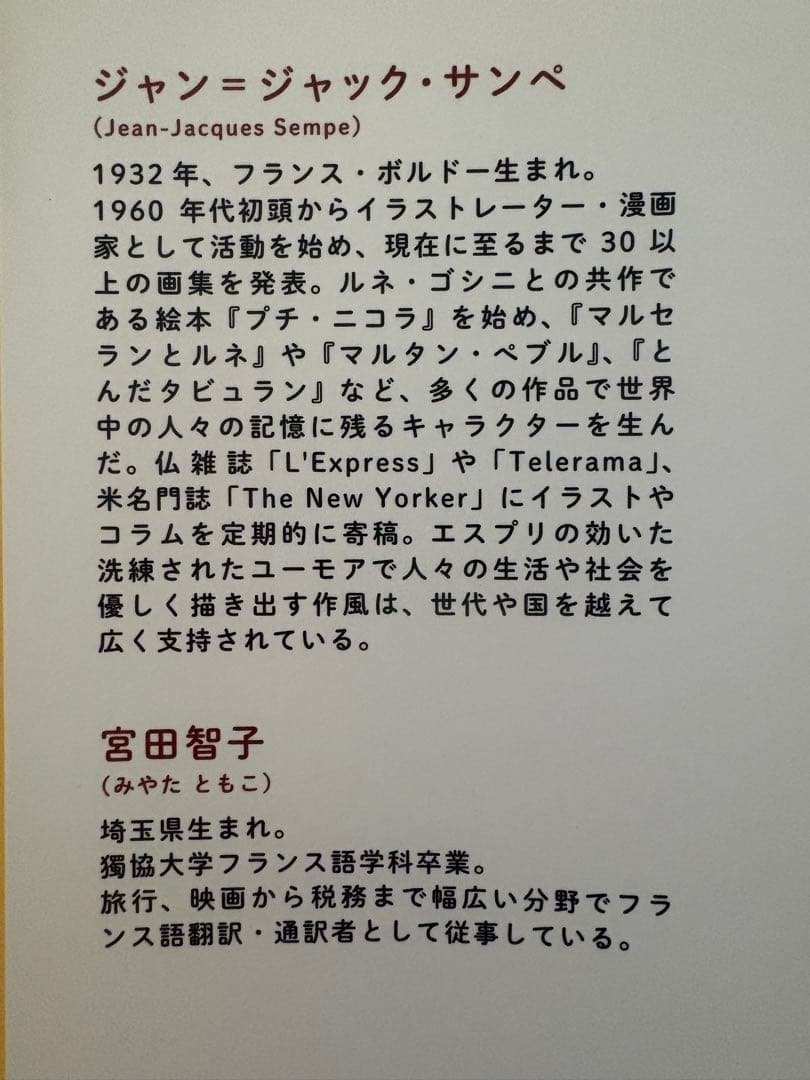 ジャン＝ジャック・サンペ
(Jean-Jacques Sempe)
1932年、フランス・ボルドー生まれ。
1960 年代初頭からイラストレーター・漫画
家として活動を始め、現在に至るまで 30 以
上の画集を発表。ルネ・ゴシニとの共作で
ある絵本『プチ・ニコラ』を始め、『マルセ
ランとルネ』や『マルタン・ペブル』、『と
んだタビュラン』など、多くの作品で世界
中の人々の記憶に残るキャラクターを生ん
だ。仏雑誌「L'Express」や「Telerama」、
米名門誌「The New Yorker」にイラストや
コラムを定期的に寄稿。エスプリの効いた
洗練されたユーモアで人々の生活や社会を
優しく描き出す作風は、世代や国を越えて
広く支持されている。
宮田智子
(みやた ともこ)
埼玉県生まれ。
獨協大学フランス語学科卒業。
旅行、映画から税務まで幅広い分野でフラ
ンス語翻訳・通訳者として従事している。